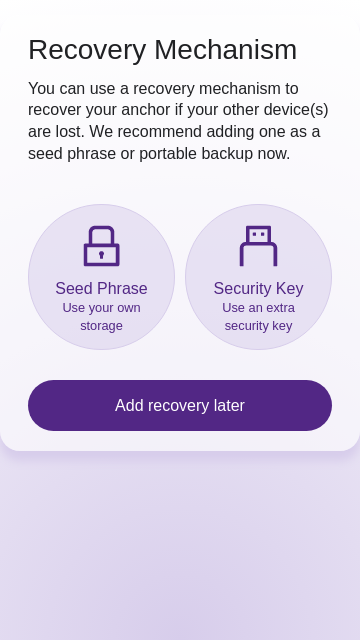 Recovery Mechanism
You can use a recovery mechanism to
recover your anchor if your other device(s)
are lost. We recommend adding one as a
seed phrase or portable backup now.
Seed Phrase
Use your own
storage
Security Key
Use an extra
security key
Add recovery later